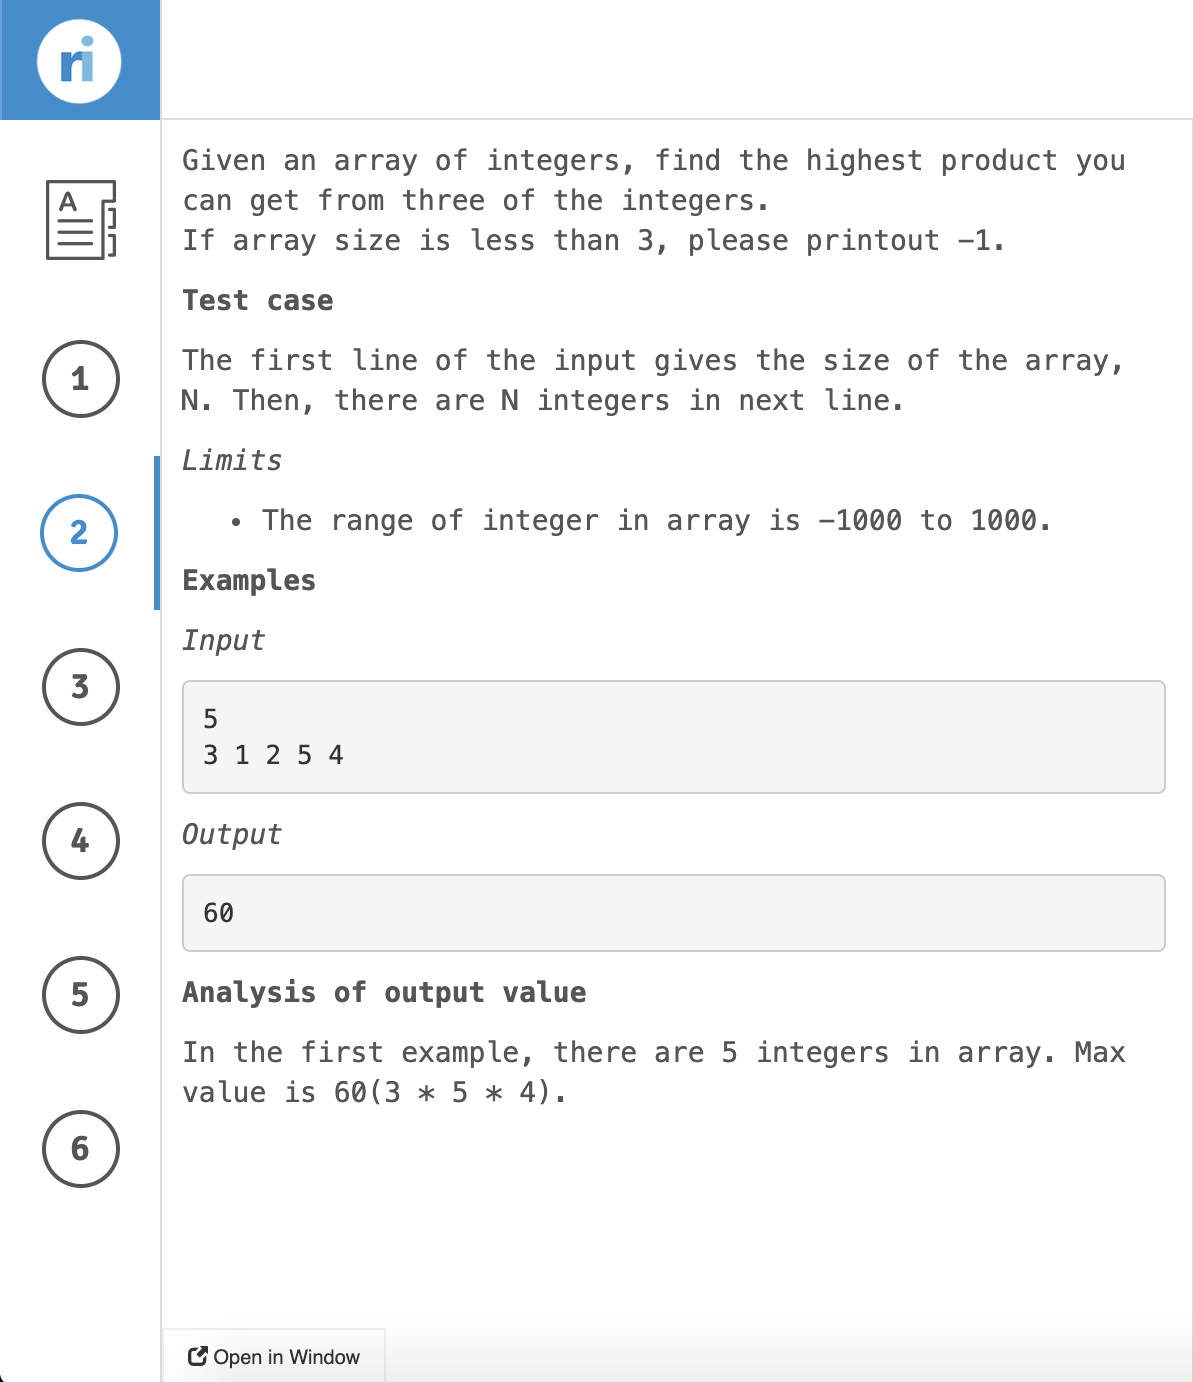 ri
Given an array of integers, find the highest product you
can get from three of the integers.
If array size is less than 3, please printout -1.
Test case
The first line of the input gives the size of the array,
N. Then, there are N integers in next line.
Limits
• The range of integer in array is -1000 to 1000.
Examples
Input
5
3 1 2 5 4
Output
60
Analysis of output value
In the first example, there are 5 integers in array. Max
value is 60(3 * 5 * 4).
A
1
2
3
4
5
6
Open in Window